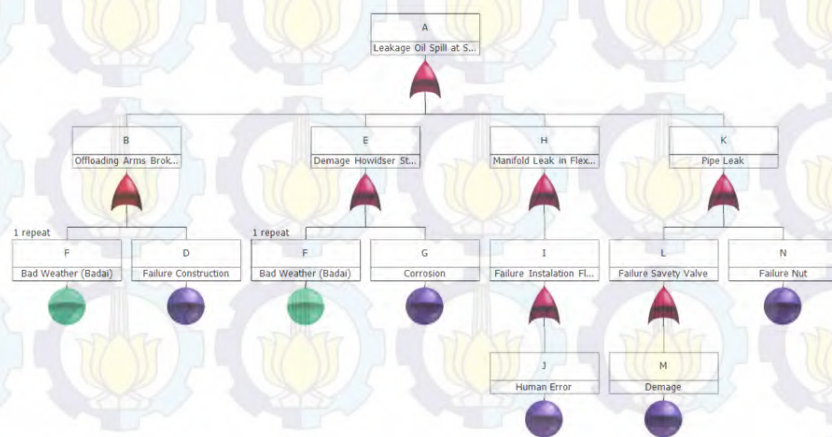 A
Leakage Oil Spill at S...
B
Offloading Arms Brok...
E
Demage Howidser St...
H
Manifold Leak in Flex...
K
Pipe Leak
1 repeat
F
Bad Weather (Badai)
D
Failure Construction
1 repeat
F
Bad Weather (Badai)
G
Corrosion
I
Failure Instalation Fl...
L
Failure Savety Valve
N
Failure Nut
J
Human Error
M
Demage